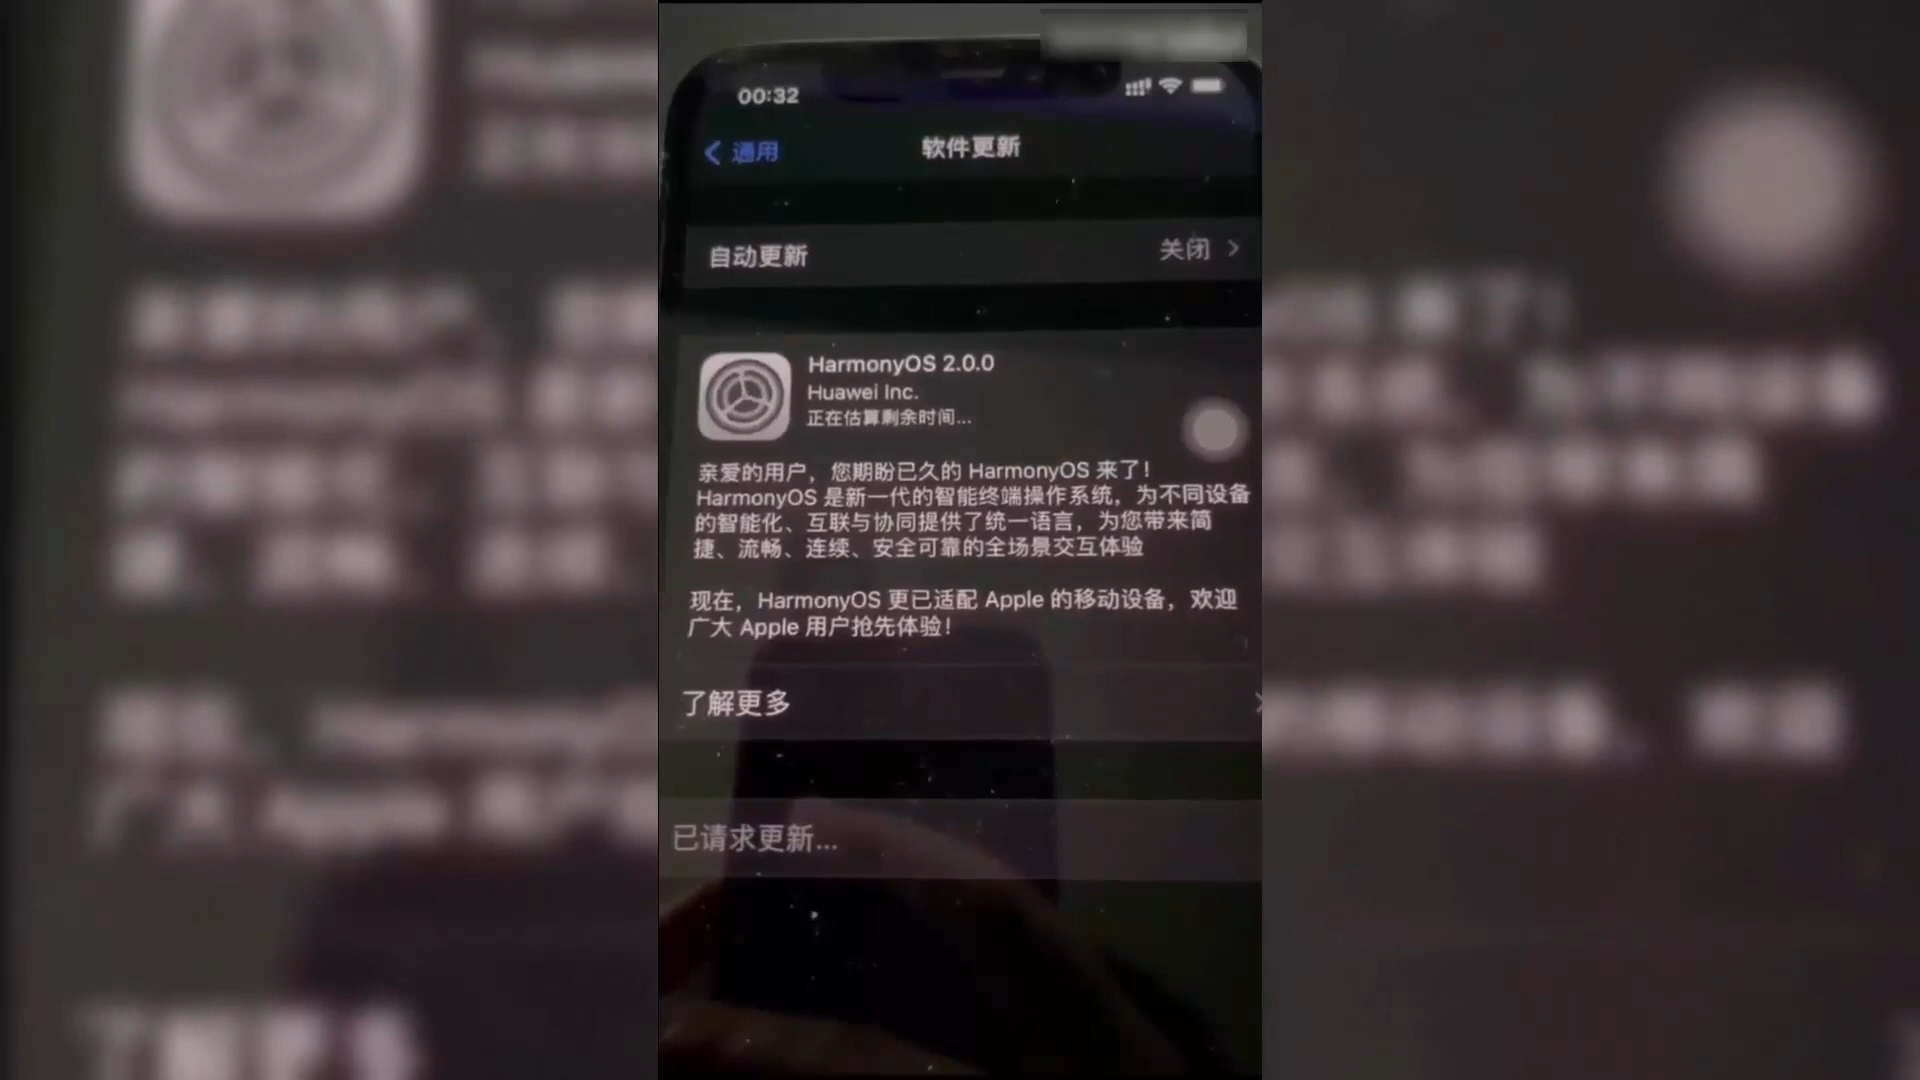 00:32
通用
软件更新
自动更新
关闭
HarmonyOS 2.0.0
Huawei Inc.
正在估算剩余时间...
亲爱的用户，您期盼已久的 HarmonyOS 来了！
HarmonyOS 是新一代的智能终端操作系统，为不同设备
的智能化、互联与协同提供了统一语言，为您带来简
捷、流畅、连续、安全可靠的全场景交互体验
现在，HarmonyOS 更已适配 Apple 的移动设备，欢迎
广大 Apple 用户抢先体验！
了解更多
已请求更新...